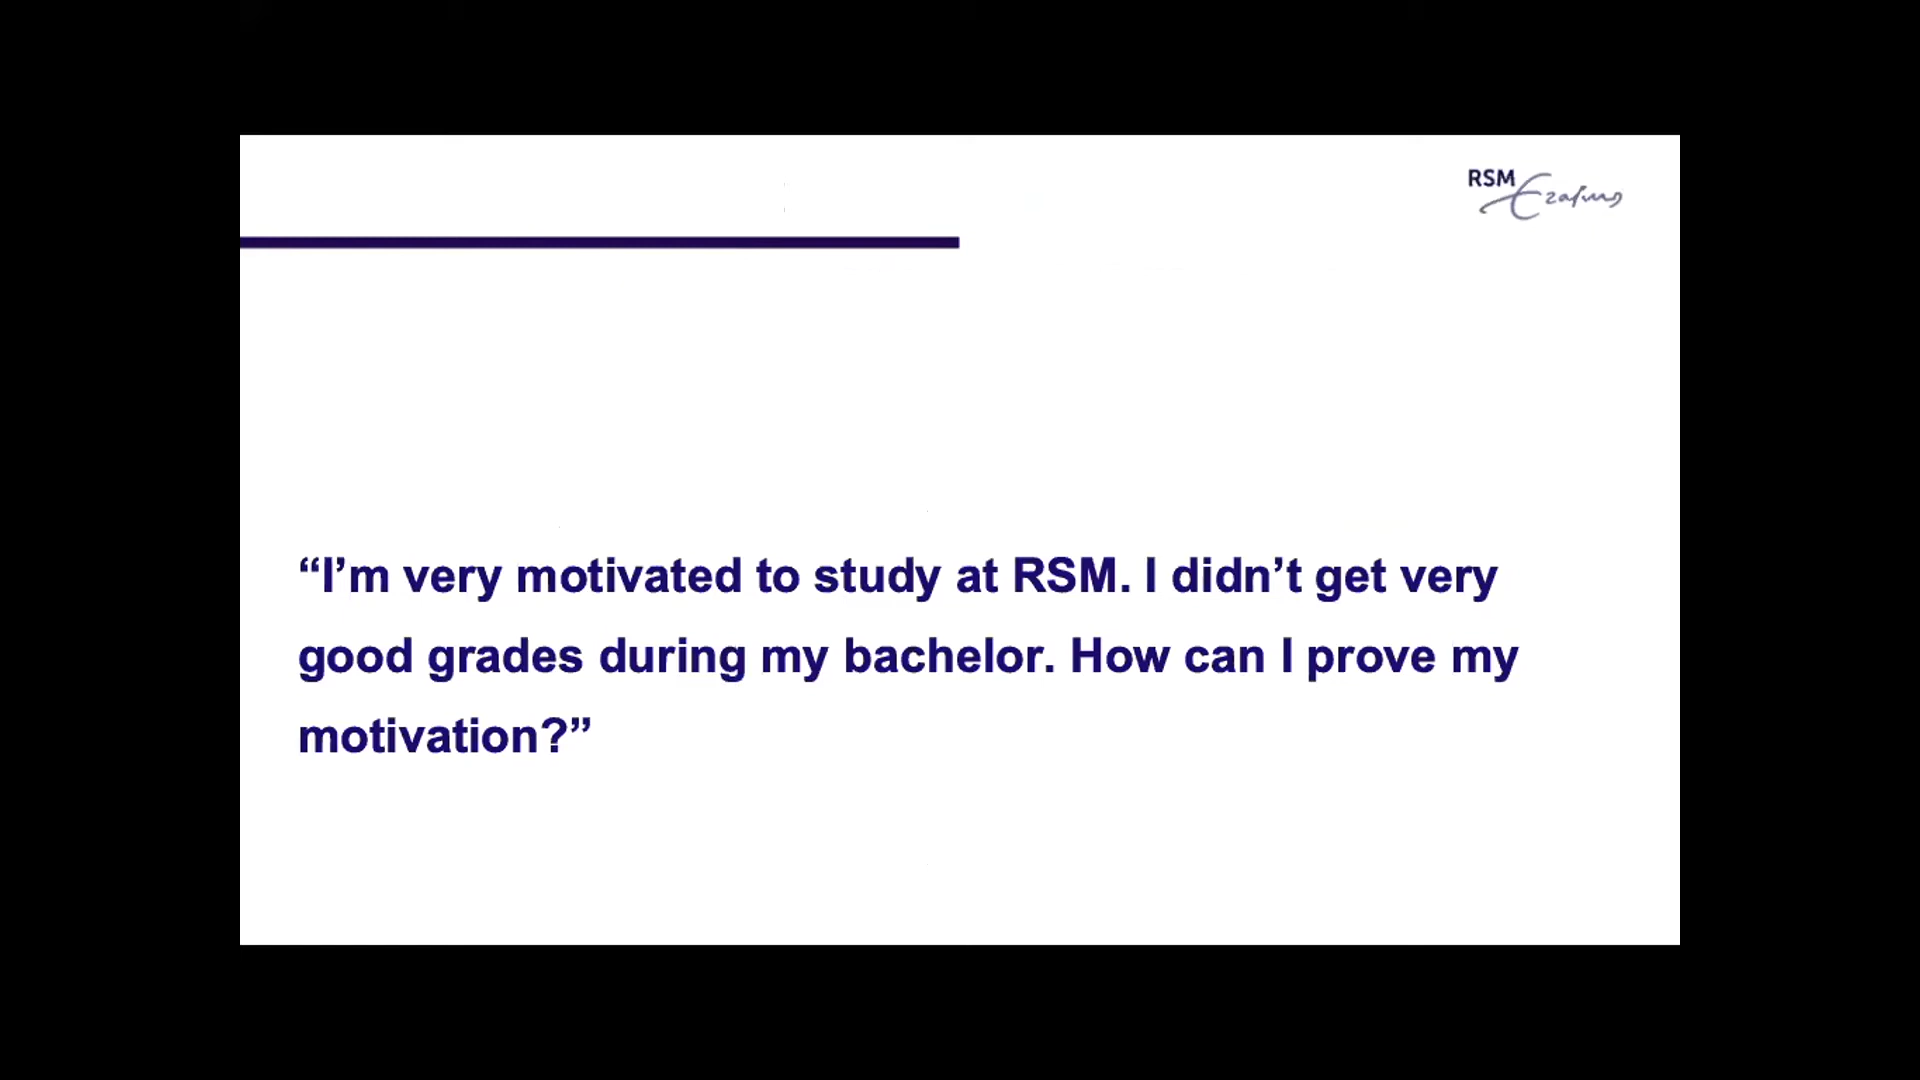 RSM
Erasmus
“I’m very motivated to study at RSM. I didn’t get very
good grades during my bachelor. How can I prove my
motivation?”